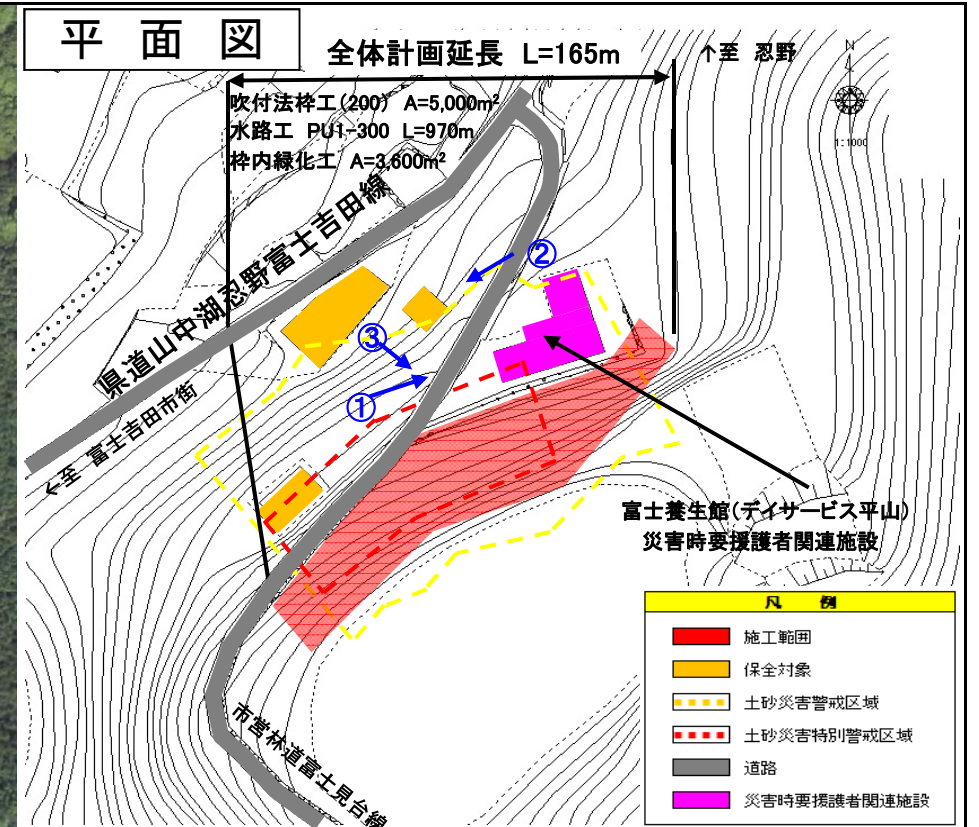 平面図
全体計画延長 L=165m
↑至 忍野
吹付法枠工(200) A=5,000m²
水路工 PU1-300 L=970m
枠内緑化工 A=3,600m²
N
1:1000
県道山中湖忍野富士吉田線
←至 富士吉田市街
②
③
①
富士養生館(デイサービス平山)
災害時要援護者関連施設
市営林道富士見台線
凡 例
施工範囲
保全対象
土砂災害警戒区域
土砂災害特別警戒区域
道路
災害時要援護者関連施設